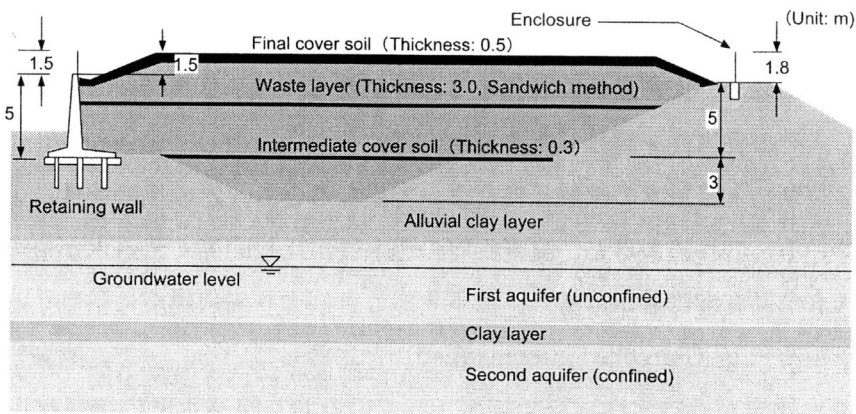 Enclosure
(Unit: m)
Final cover soil (Thickness: 0.5)
1.5
1.5
1.8
Waste layer (Thickness: 3.0, Sandwich method)
5
5
Intermediate cover soil (Thickness: 0.3)
3
Retaining wall
Alluvial clay layer
Groundwater level
First aquifer (unconfined)
Clay layer
Second aquifer (confined)